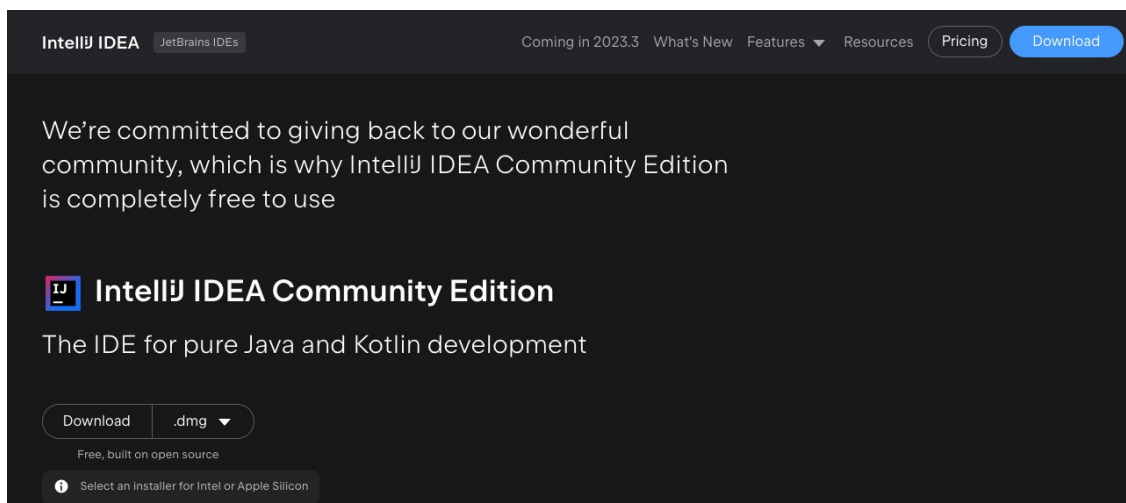 IntelliJ IDEA JetBrains IDEs Coming in 2023.3 What's New Features Resources Pricing Download
We're committed to giving back to our wonderful
community, which is why IntelliJ IDEA Community Edition
is completely free to use
IJ IntelliJ IDEA Community Edition
The IDE for pure Java and Kotlin development
Download .dmg
Free, built on open source
Select an installer for Intel or Apple Silicon